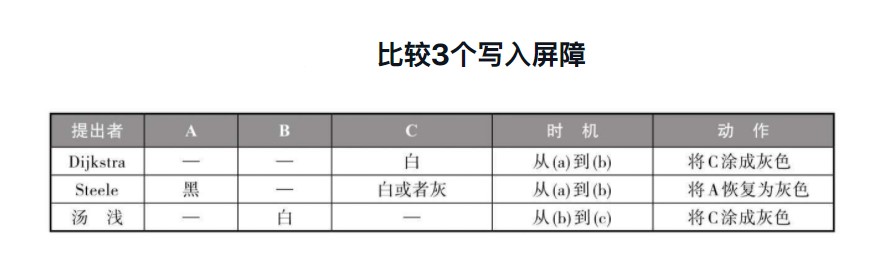 比较3个写入屏障
提出者 A B C 时 机 动 作
Dijkstra — — 白 从(a)到(b) 将C涂成灰色
Steele 黑 — 白或者灰 从(a)到(b) 将A恢复为灰色
汤 浅 — 白 — 从(b)到(c) 将C涂成灰色